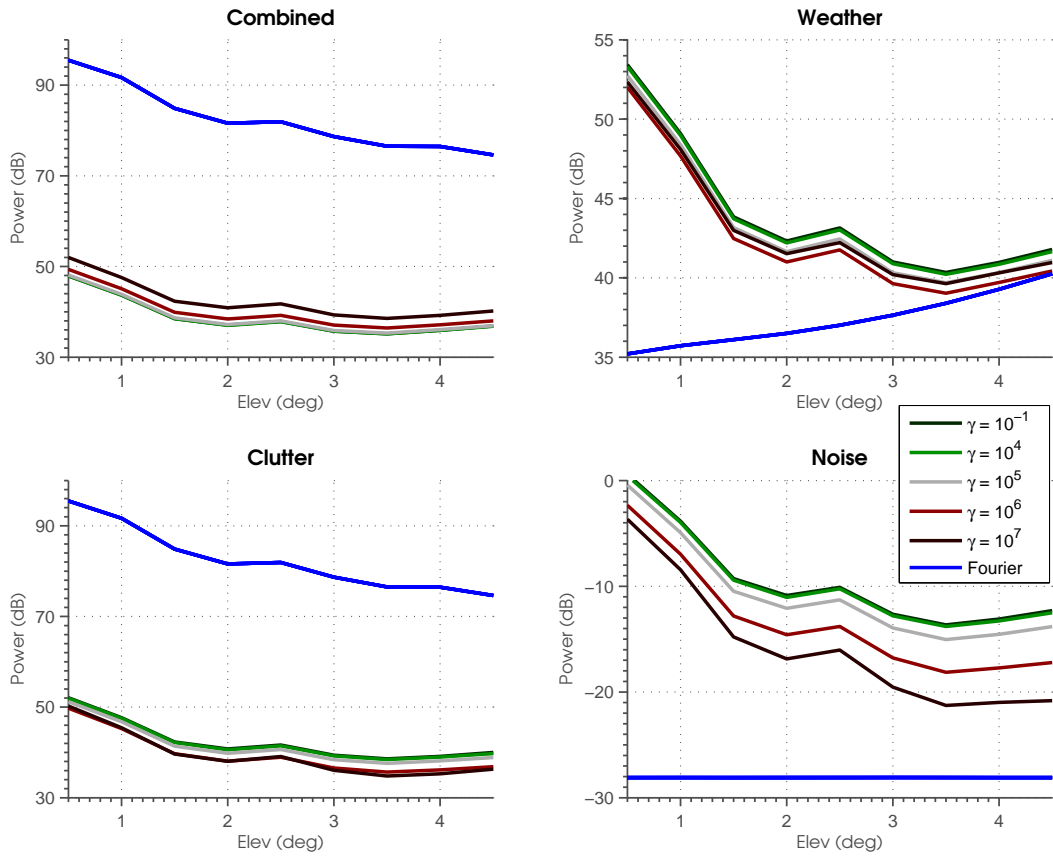 Combined
90
70
50
30
Power (dB)
1 2 3 4
Elev (deg)
Weather
55
50
45
40
35
Power (dB)
1 2 3 4
Elev (deg)
Clutter
90
70
50
30
Power (dB)
1 2 3 4
Elev (deg)
Noise
0
−10
−20
−30
Power (dB)
1 2 3 4
Elev (deg)
γ = 10⁻¹
γ = 10⁴
γ = 10⁵
γ = 10⁶
γ = 10⁷
Fourier